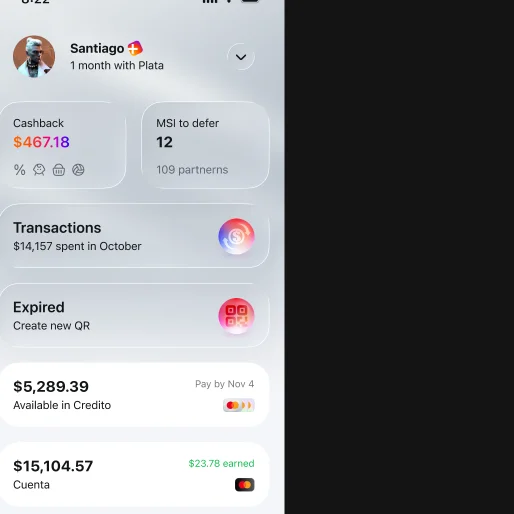 8:22
Santiago
1 month with Plata
Cashback
$467.18
MSI to defer
12
109 partnerns
Transactions
$14,157 spent in October
Expired
Create new QR
$5,289.39
Pay by Nov 4
Available in Credito
$15,104.57
$23.78 earned
Cuenta